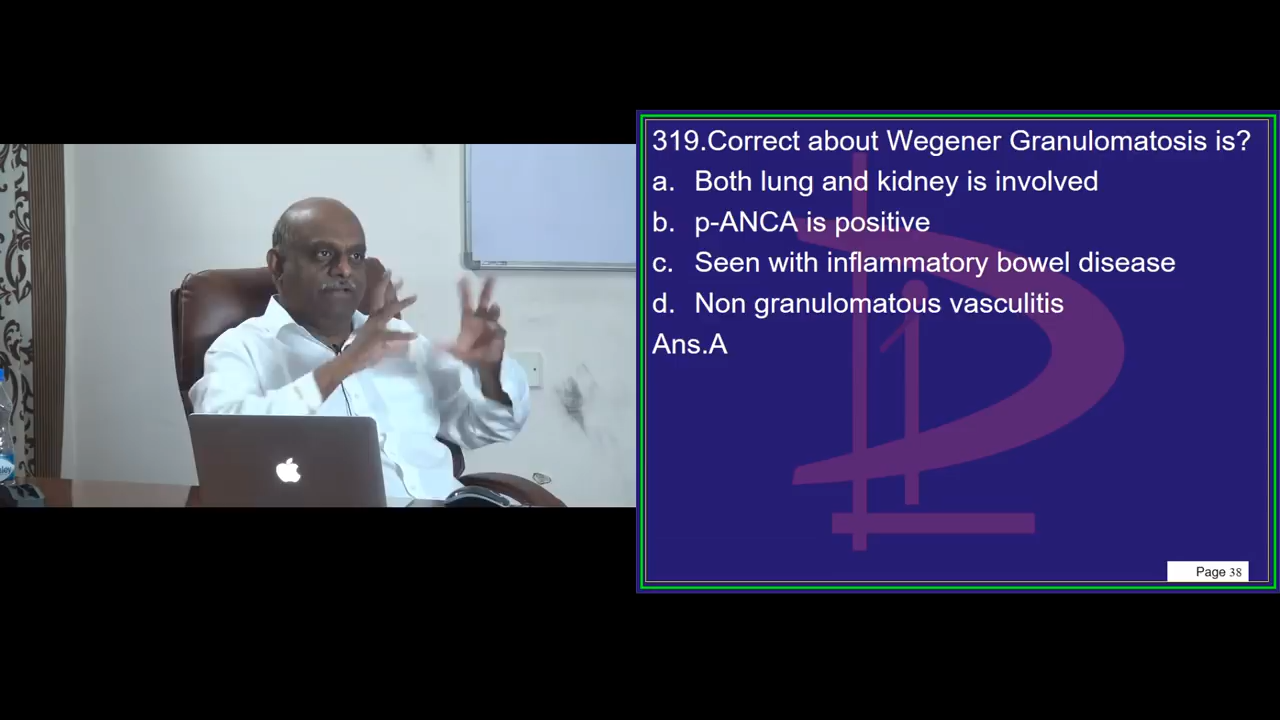 319.Correct about Wegener Granulomatosis is?
a. Both lung and kidney is involved
b. p-ANCA is positive
c. Seen with inflammatory bowel disease
d. Non granulomatous vasculitis
Ans.A
Page 38